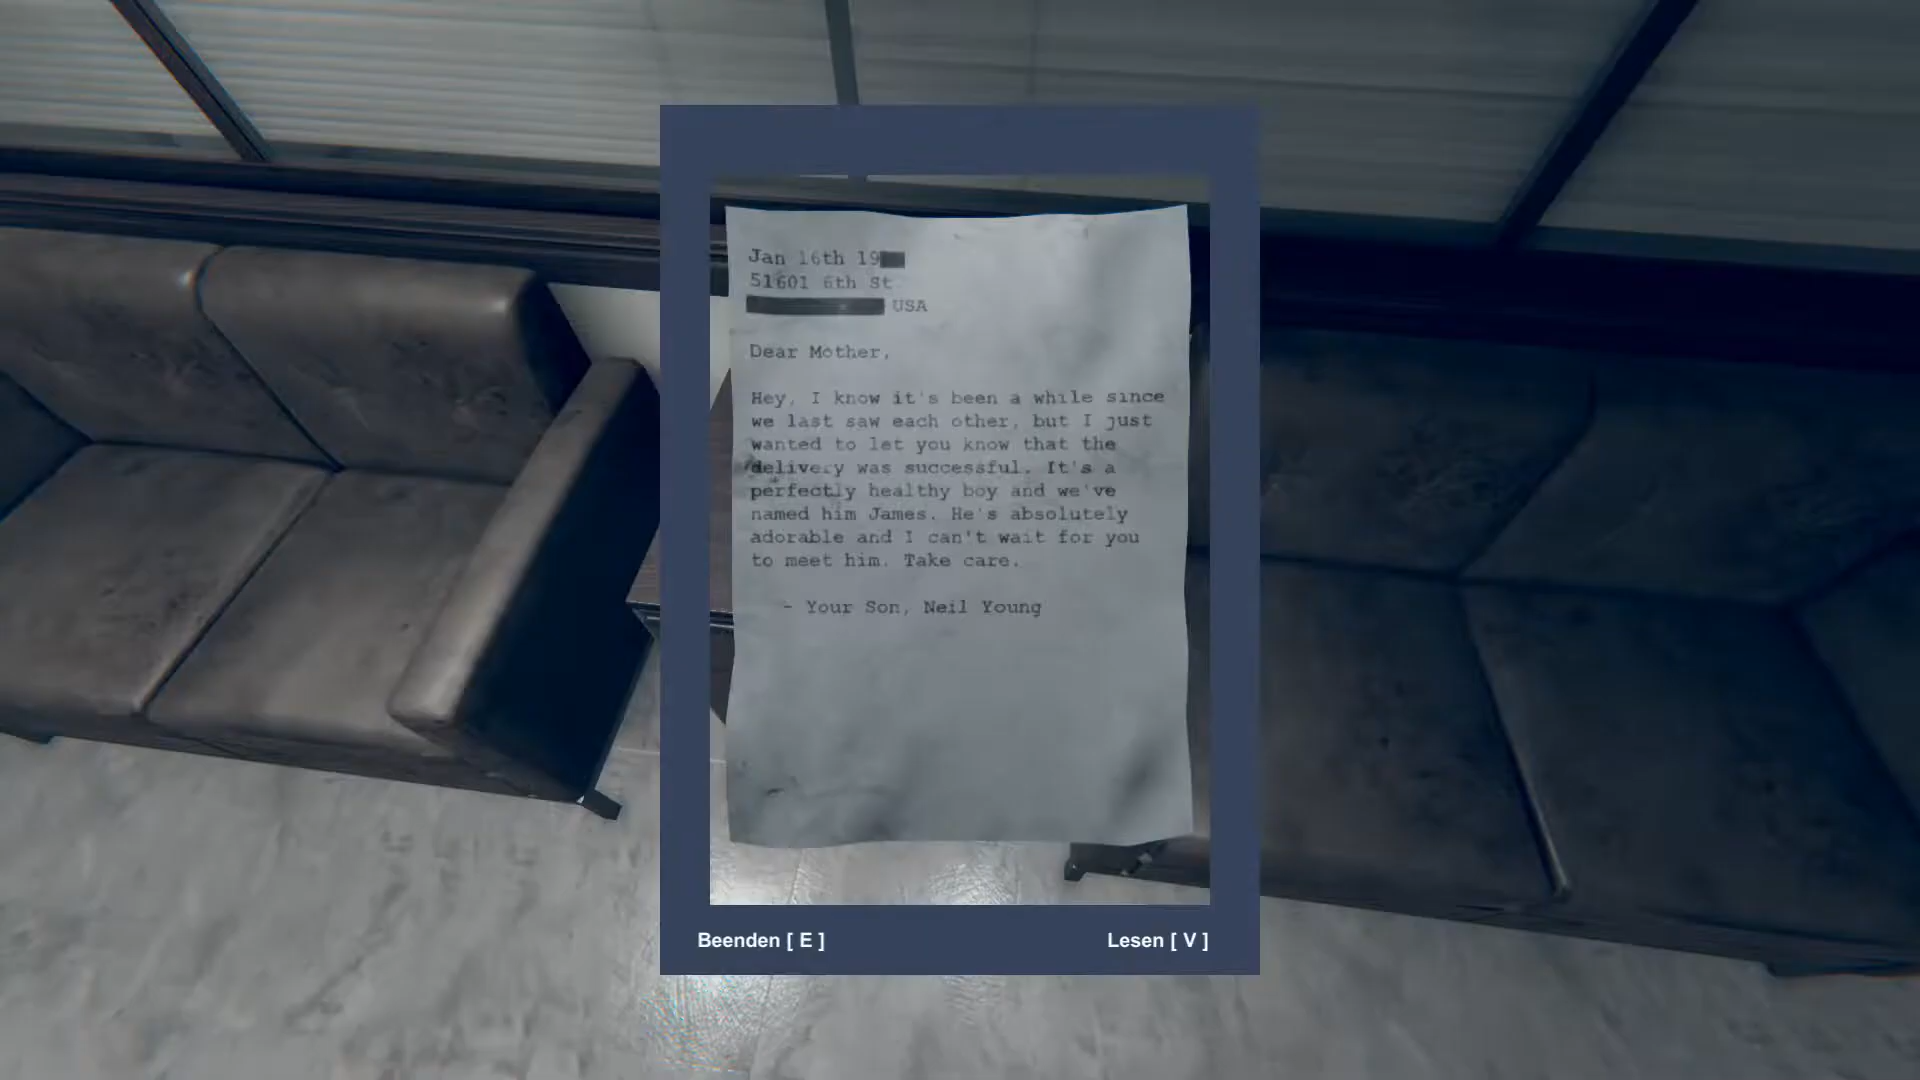 Jan 16th 19
51601 6th St
USA
Dear Mother,
Hey, I know it's been a while since
we last saw each other, but I just
wanted to let you know that the
delivery was successful. It's a
perfectly healthy boy and we've
named him James. He's absolutely
adorable and I can't wait for you
to meet him. Take care.
- Your Son, Neil Young
Beenden [ E ]
Lesen [ V ]